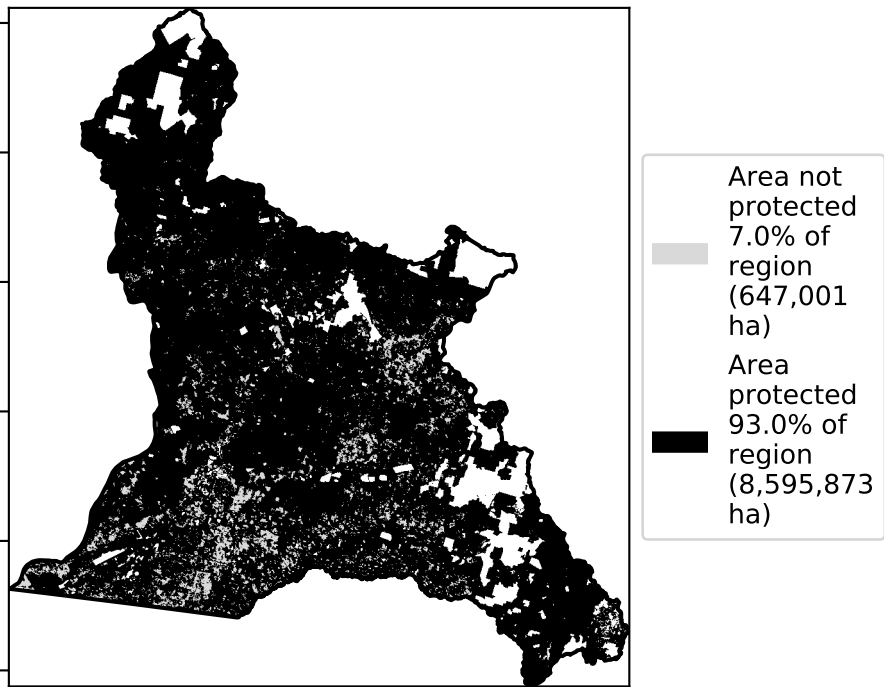 Area not
protected
7.0% of
region
(647,001
ha)
Area
protected
93.0% of
region
(8,595,873
ha)